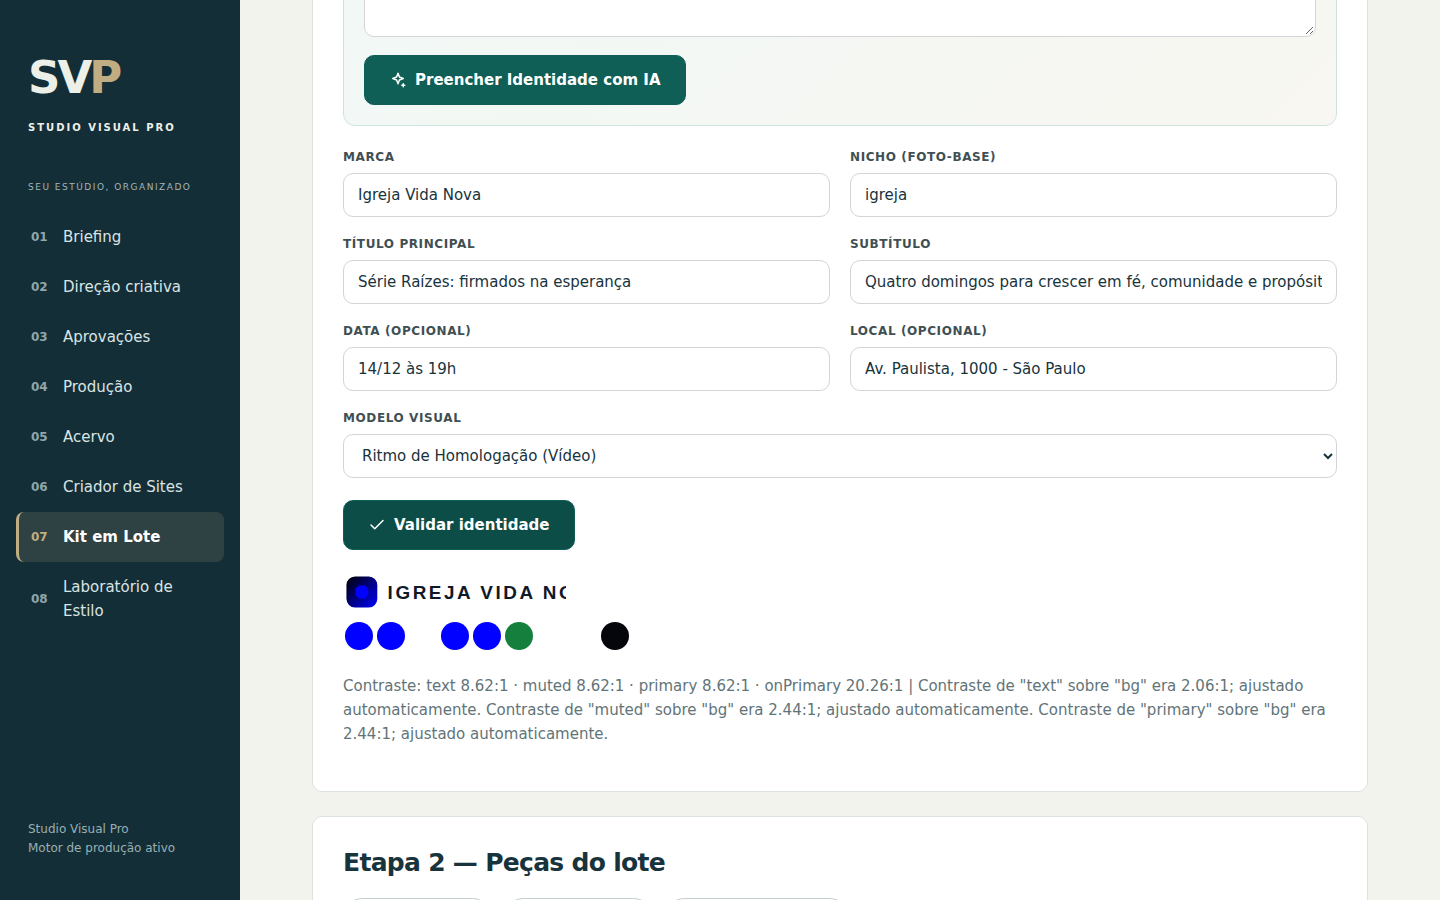 SVP
STUDIO VISUAL PRO
SEU ESTÚDIO, ORGANIZADO
01 Briefing
02 Direção criativa
03 Aprovações
04 Produção
05 Acervo
06 Criador de Sites
07 Kit em Lote
08 Laboratório de
Estilo
Studio Visual Pro
Motor de produção ativo
Preencher Identidade com IA
MARCA
Igreja Vida Nova
NICHO (FOTO-BASE)
igreja
TÍTULO PRINCIPAL
Série Raízes: firmados na esperança
SUBTÍTULO
Quatro domingos para crescer em fé, comunidade e propósit
DATA (OPCIONAL)
14/12 às 19h
LOCAL (OPCIONAL)
Av. Paulista, 1000 - São Paulo
MODELO VISUAL
Ritmo de Homologação (Vídeo)
Validar identidade
IGREJA VIDA NO
Contraste: text 8.62:1 · muted 8.62:1 · primary 8.62:1 · onPrimary 20.26:1 | Contraste de "text" sobre "bg" era 2.06:1; ajustado
automaticamente. Contraste de "muted" sobre "bg" era 2.44:1; ajustado automaticamente. Contraste de "primary" sobre "bg" era
2.44:1; ajustado automaticamente.
Etapa 2 — Peças do lote